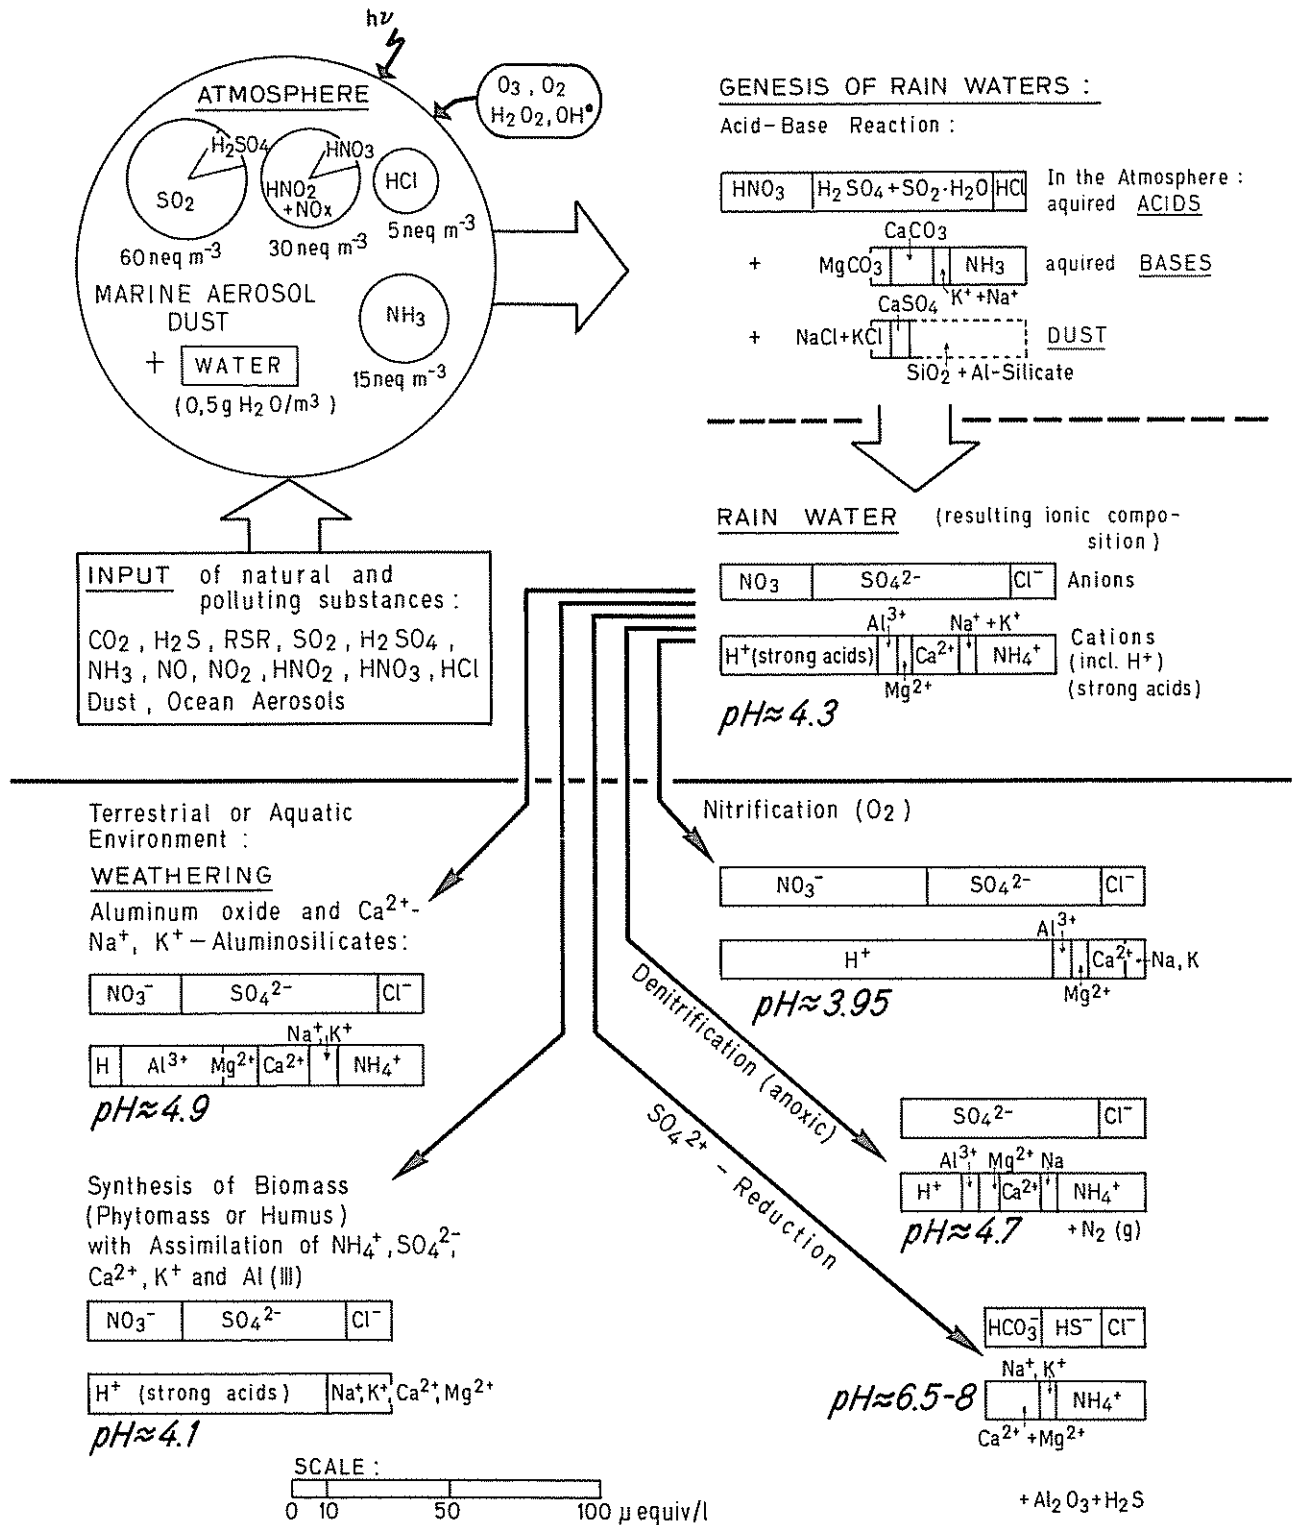 hν
O₃, O₂
H₂O₂, OH•
ATMOSPHERE
H₂SO₄
SO₂
60 neq m⁻³
HNO₃
HNO₂
+NOx
30 neq m⁻³
HCl
5 neq m⁻³
MARINE AEROSOL
DUST
+ WATER
(0,5g H₂O/m³)
NH₃
15 neq m⁻³
INPUT of natural and
polluting substances:
CO₂, H₂S, RSR, SO₂, H₂SO₄,
NH₃, NO, NO₂, HNO₂, HNO₃, HCl
Dust, Ocean Aerosols
GENESIS OF RAIN WATERS:
Acid-Base Reaction:
HNO₃ H₂SO₄+SO₂·H₂O HCl
In the Atmosphere:
aquired ACIDS
CaCO₃
+ MgCO₃ NH₃ aquired BASES
K⁺+Na⁺
CaSO₄
+ NaCl+KCl DUST
SiO₂ + Al-Silicate
RAIN WATER (resulting ionic compo-
sition)
NO₃ SO₄²⁻ Cl⁻ Anions
Al³⁺ Na⁺+K⁺
H⁺(strong acids) Ca²⁺ NH₄⁺
Mg²⁺
Cations
(incl. H⁺)
(strong acids)
pH≈4.3
Terrestrial or Aquatic
Environment:
WEATHERING
Aluminum oxide and Ca²⁺-
Na⁺, K⁺-Aluminosilicates:
NO₃⁻ SO₄²⁻ Cl⁻
Na⁺, K⁺
H Al³⁺ Mg²⁺ Ca²⁺ NH₄⁺
pH≈4.9
Synthesis of Biomass
(Phytomass or Humus)
with Assimilation of NH₄⁺, SO₄²⁻,
Ca²⁺, K⁺ and Al(III)
NO₃⁻ SO₄²⁻ Cl⁻
H⁺ (strong acids) Na⁺, K⁺, Ca²⁺, Mg²⁺
pH≈4.1
Nitrification (O₂)
NO₃⁻ SO₄²⁻ Cl⁻
Al³⁺
H⁺ Ca²⁺ Na, K
Mg²⁺
pH≈3.95
Denitrification (anoxic)
SO₄²⁻ Cl⁻
Al³⁺ Mg²⁺ Na
H⁺ Ca²⁺ NH₄⁺
pH≈4.7
+N₂ (g)
SO₄²⁺-Reduction
HCO₃⁻ HS⁻ Cl⁻
Na⁺, K⁺
NH₄⁺
Ca²⁺+Mg²⁺
pH≈6.5-8
+Al₂O₃+H₂S
SCALE:
0 10 50 100 μequiv/l